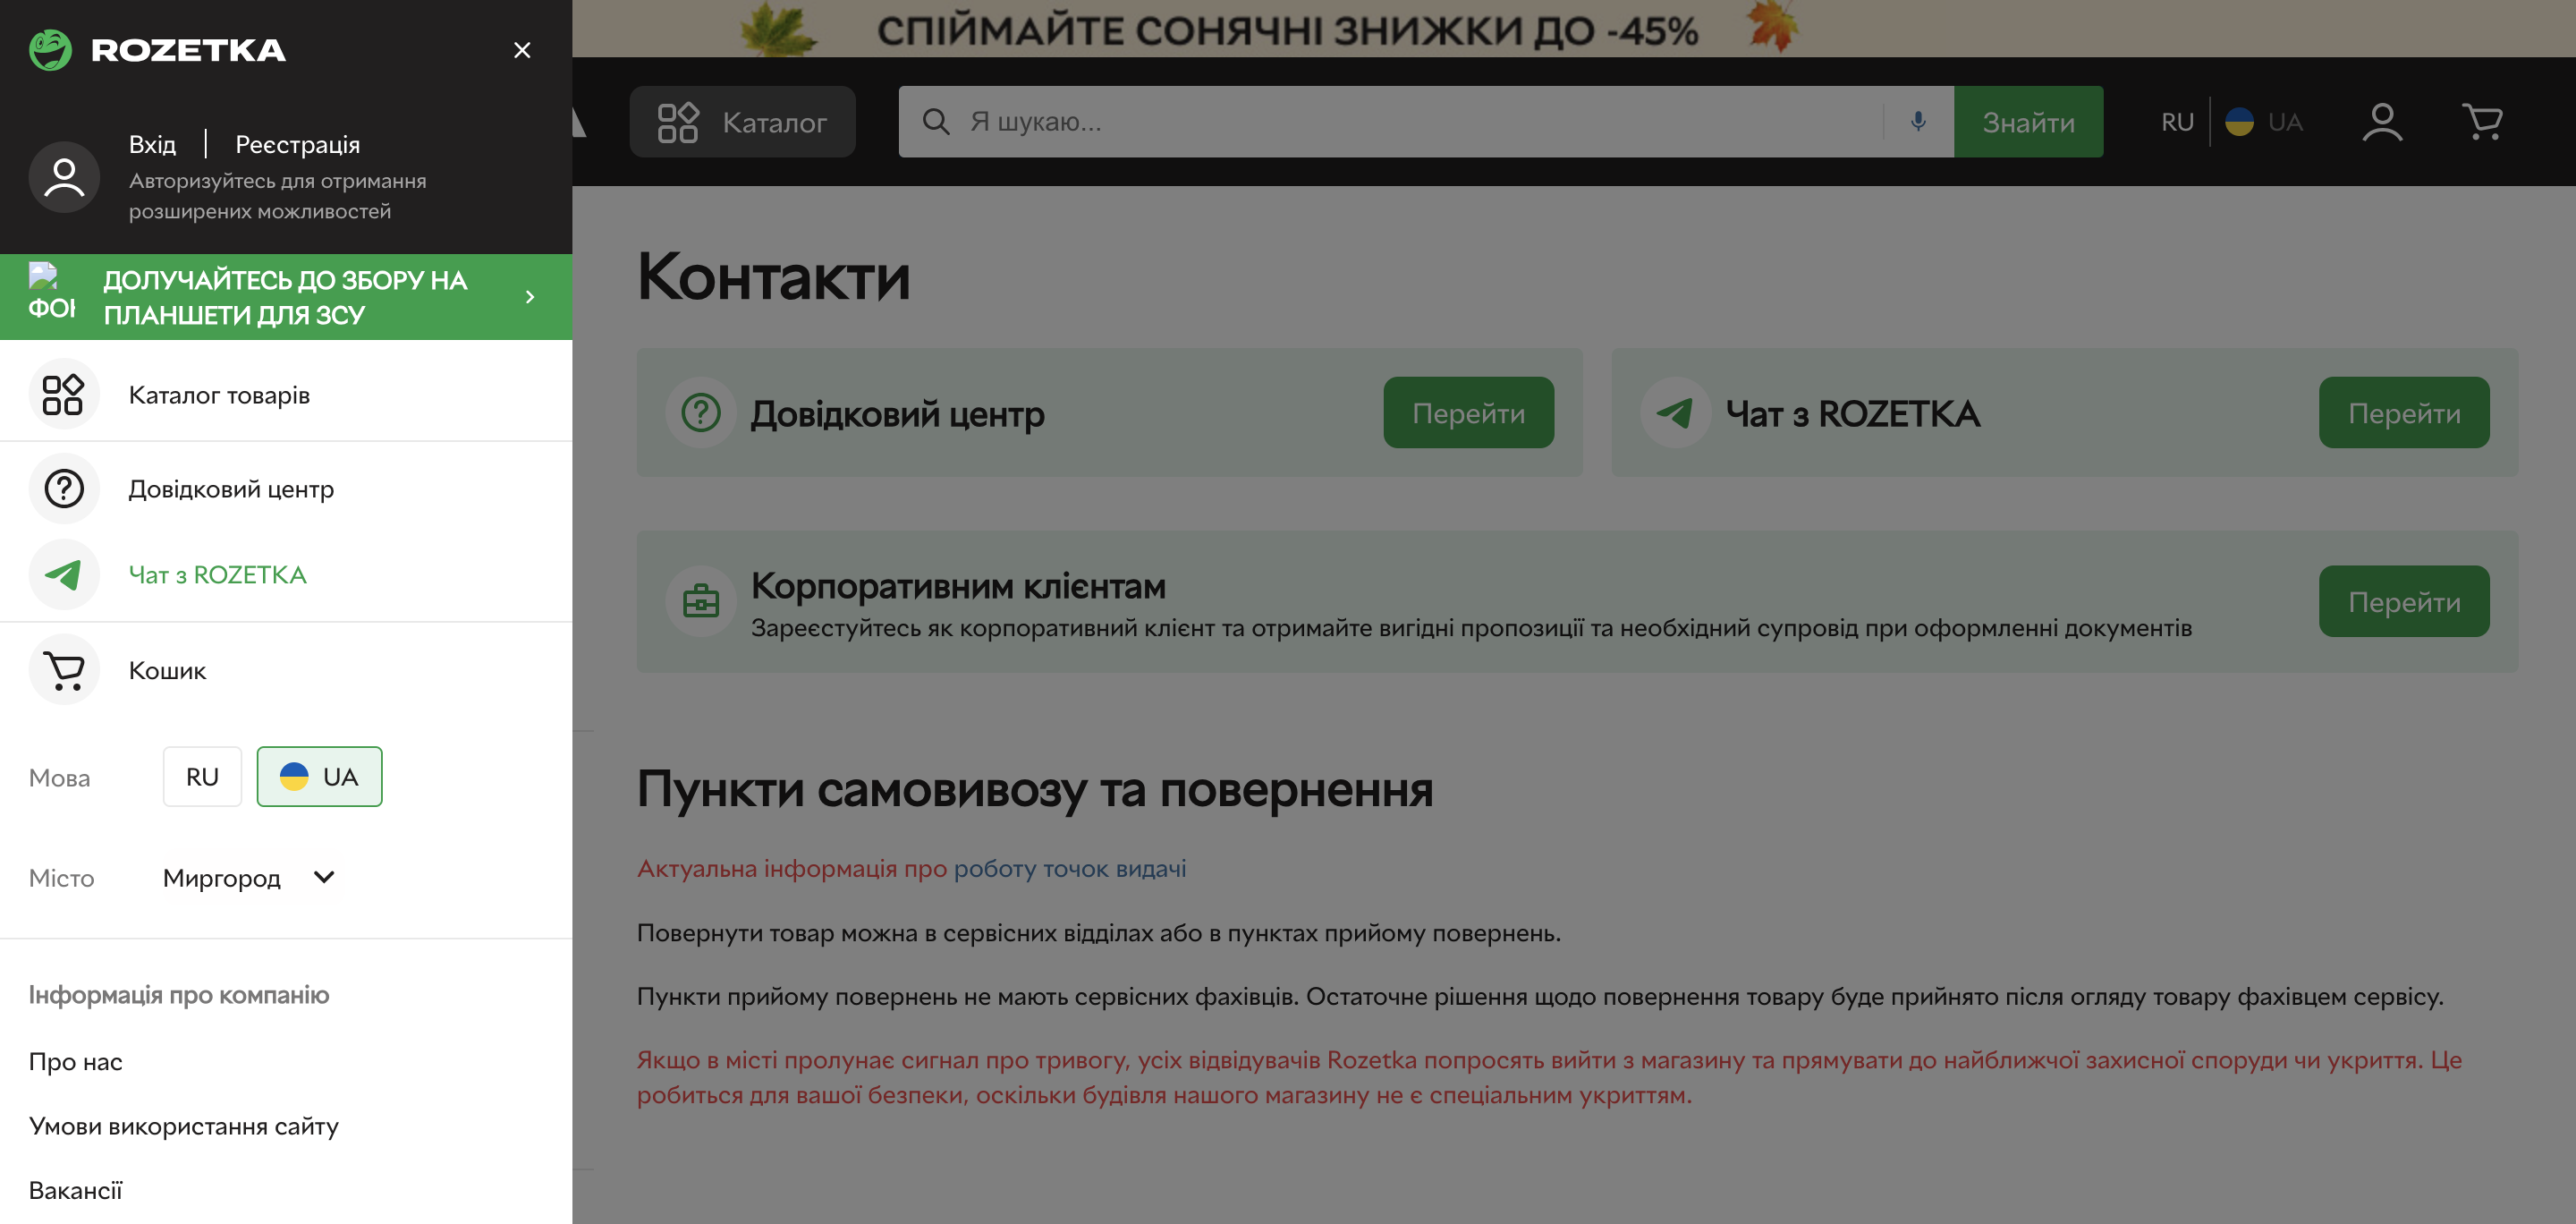 ROZETKA
Вхід
Реєстрація
Авторизуйтесь для отримання
розширених можливостей
ДОЛУЧАЙТЕСЬ ДО ЗБОРУ НА
ПЛАНШЕТИ ДЛЯ ЗСУ
Каталог товарів
Довідковий центр
Чат з ROZETKA
Кошик
Мова
RU
UA
Місто
Миргород
Інформація про компанію
Про нас
Умови використання сайту
Вакансії
СПІЙМАЙТЕ СОНЯЧНІ ЗНИЖКИ ДО -45%
Каталог
Я шукаю...
Знайти
RU
UA
Контакти
Довідковий центр
Перейти
Чат з ROZETKA
Перейти
Корпоративним клієнтам
Зареєстуйтесь як корпоративний клієнт та отримайте вигідні пропозиції та необхідний супровід при оформленні документів
Перейти
Пункти самовивозу та повернення
Актуальна інформація про роботу точок видачі
Повернути товар можна в сервісних відділах або в пунктах прийому повернень.
Пункти прийому повернень не мають сервісних фахівців. Остаточне рішення щодо повернення товару буде прийнято після огляду товару фахівцем сервісу.
Якщо в місті пролунає сигнал про тривогу, усіх відвідувачів Rozetka попросять вийти з магазину та прямувати до найближчої захисної споруди чи укриття. Це
робиться для вашої безпеки, оскільки будівля нашого магазину не є спеціальним укриттям.